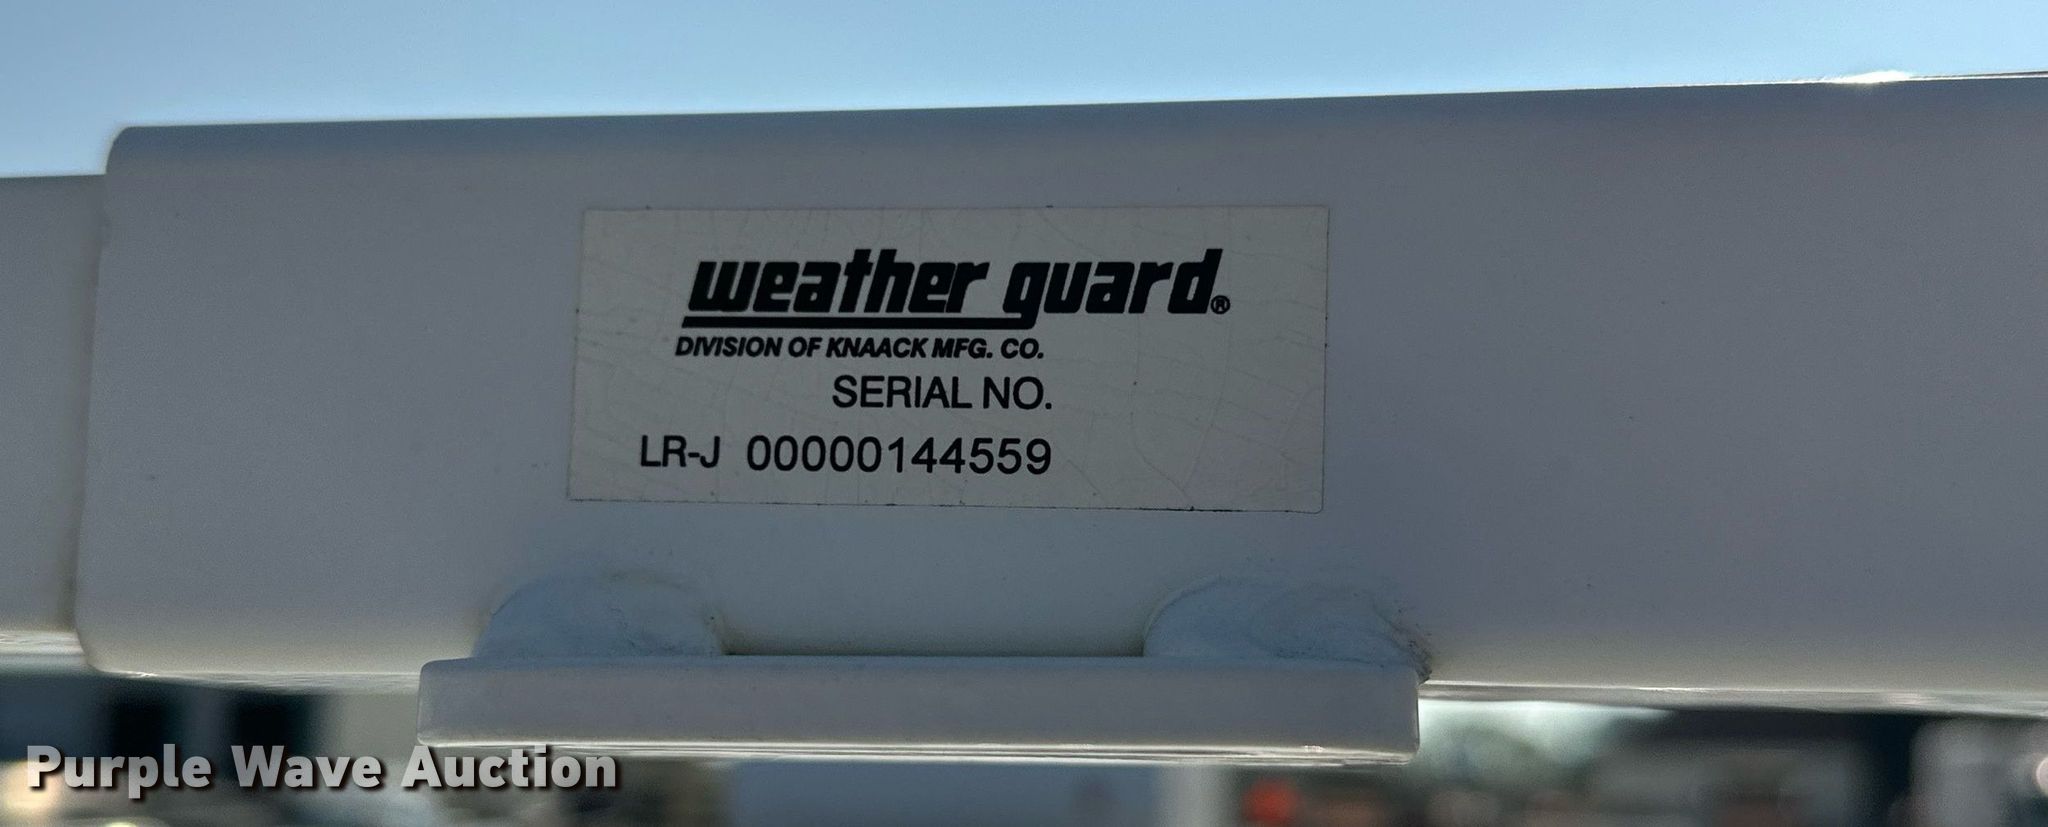 weather guard®
DIVISION OF KNAACK MFG. CO.
SERIAL NO.
LR-J 00000144559
Purple Wave Auction